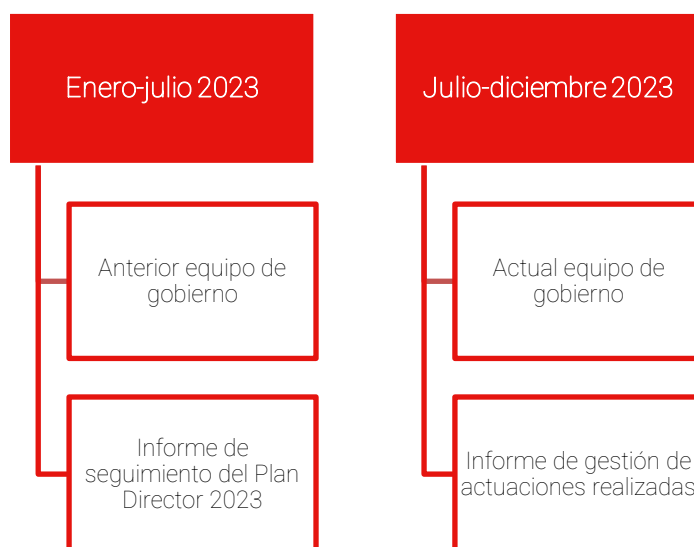 Enero-julio 2023
Anterior equipo de
gobierno
Informe de
seguimiento del Plan
Director 2023
Julio-diciembre 2023
Actual equipo de
gobierno
Informe de gestión de
actuaciones realizadas